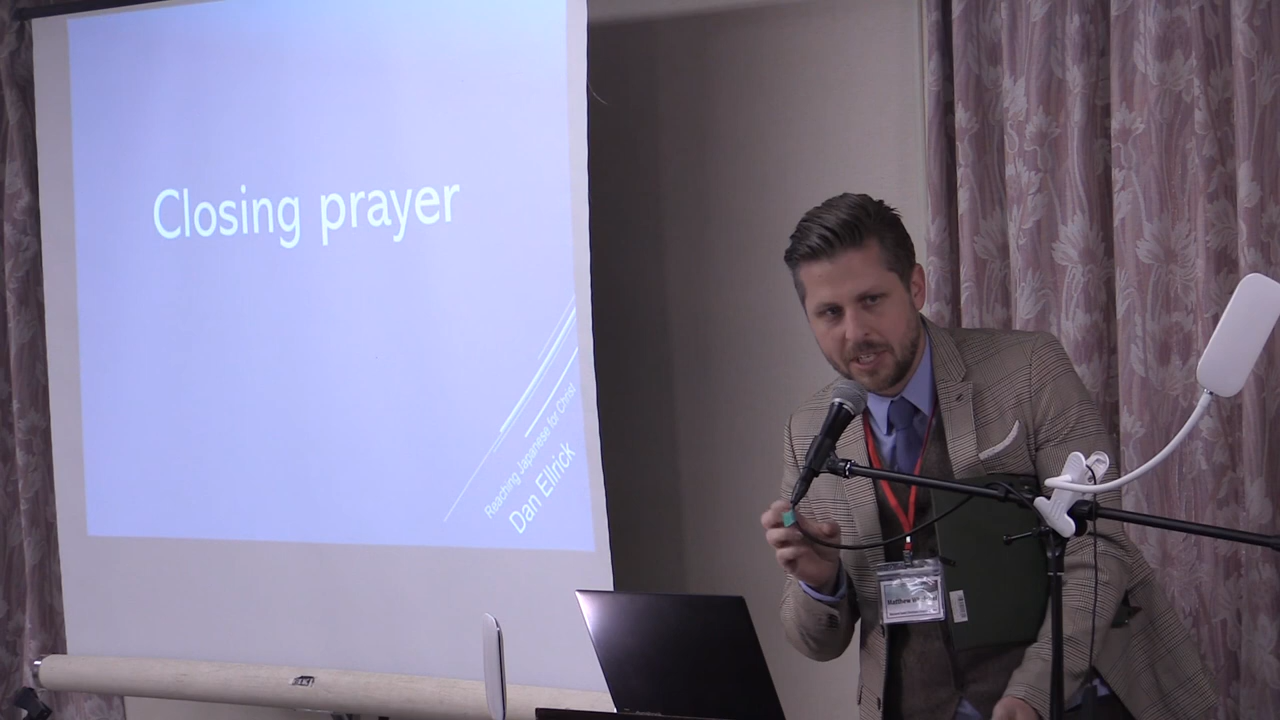 Closing prayer
Reaching Japanese for Christ
Dan Ellrick
Matthew